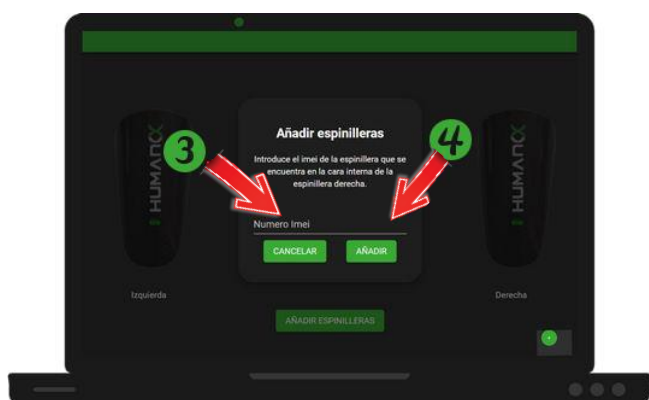 Añadir espinilleras
3
4
Introduce el imei de la espinillera que se
encuentra en la cara interna de la
espinillera derecha.
HUMANOX
HUMANOX
Numero Imei
CANCELAR
AÑADIR
Izquierda
Derecha
AÑADIR ESPINILLERAS